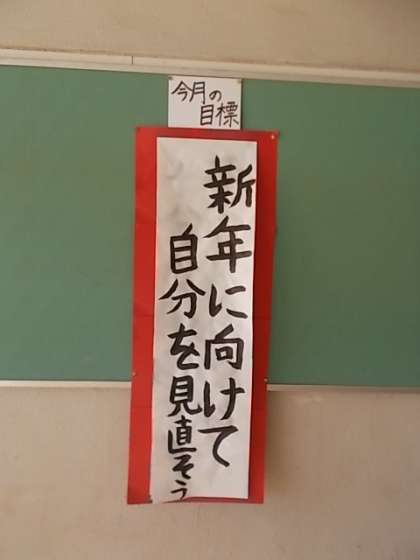 今月の
目標
新年に向けて
自分を見直そう